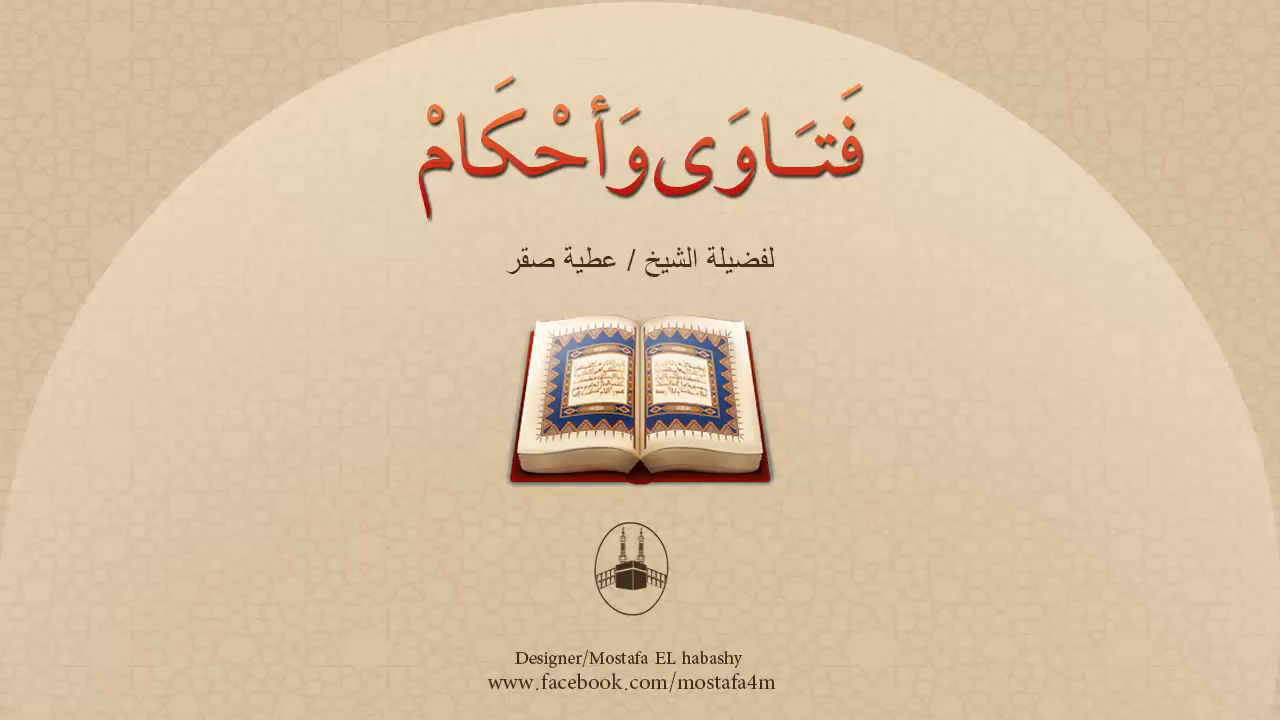 فَتَـاوَى وَأَحْكَامْ
لفضيلة الشيخ / عطية صقر
Designer/Mostafa EL habashy
www.facebook.com/mostafa4m